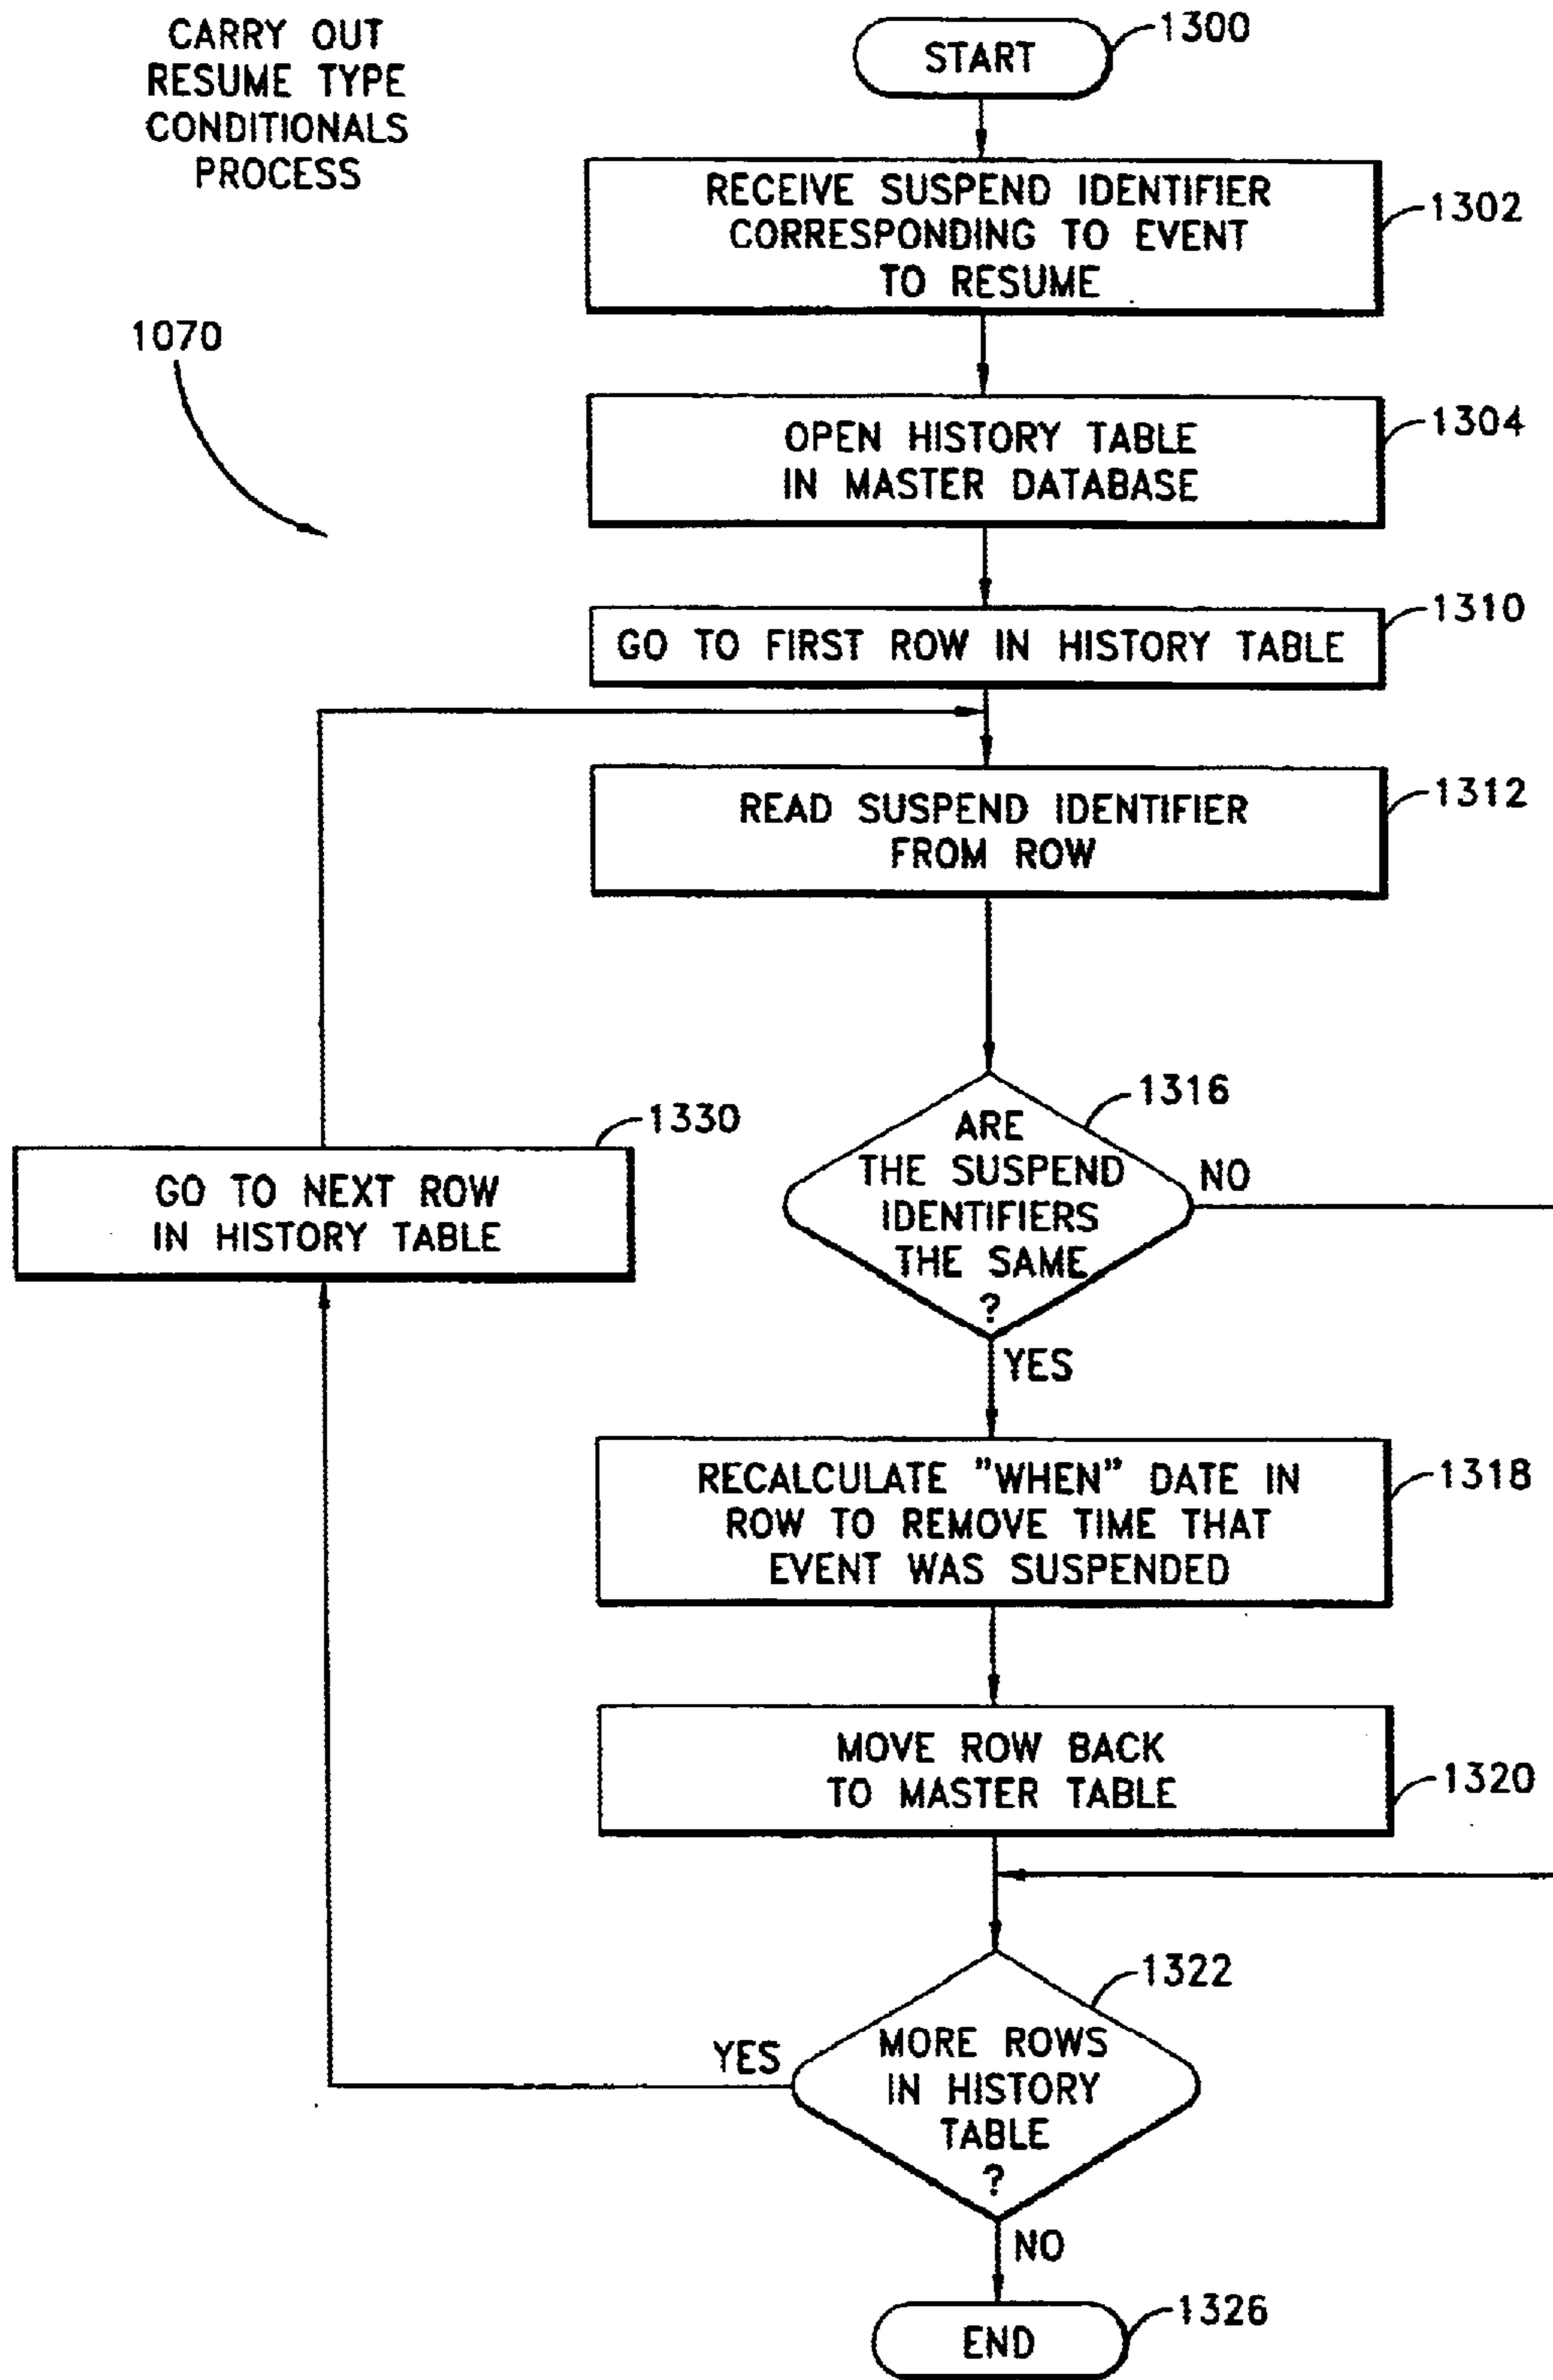 CARRY OUT
RESUME TYPE
CONDITIONALS
PROCESS
START
1300
RECEIVE SUSPEND IDENTIFIER
CORRESPONDING TO EVENT
TO RESUME
1302
1070
OPEN HISTORY TABLE
IN MASTER DATABASE
1304
GO TO FIRST ROW IN HISTORY TABLE
1310
READ SUSPEND IDENTIFIER
FROM ROW
1312
ARE
THE SUSPEND
IDENTIFIERS
THE SAME
?
1316
NO
YES
GO TO NEXT ROW
IN HISTORY TABLE
1330
RECALCULATE "WHEN" DATE IN
ROW TO REMOVE TIME THAT
EVENT WAS SUSPENDED
1318
MOVE ROW BACK
TO MASTER TABLE
1320
MORE ROWS
IN HISTORY
TABLE
?
1322
YES
NO
END
1326